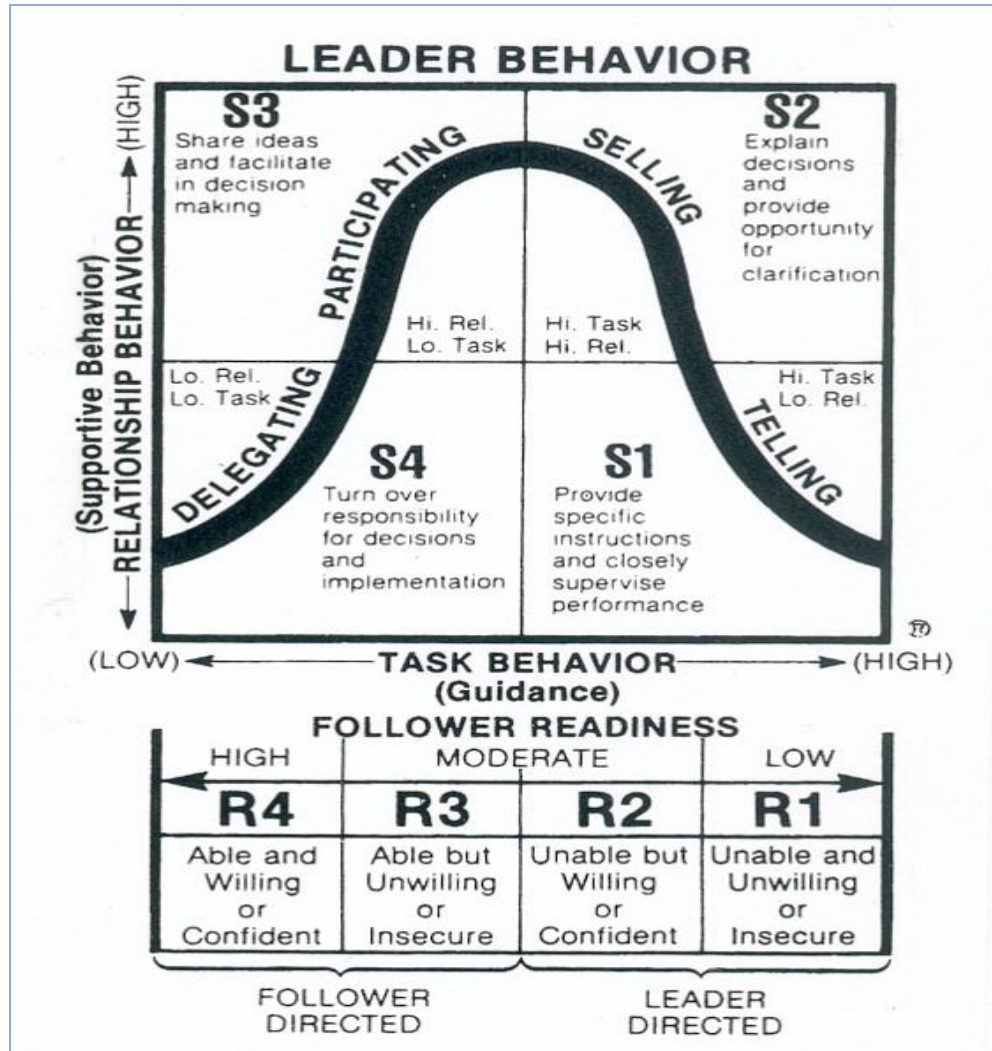 LEADER BEHAVIOR
(HIGH)
S3
Share ideas
and facilitate
in decision
making
PARTICIPATING
SELLING
S2
Explain
decisions
and
provide
opportunity
for
clarification
(Supportive Behavior)
RELATIONSHIP BEHAVIOR
Hi. Rel.
Lo. Task
Hi. Task
Hi. Rel.
Lo. Rel.
Lo. Task
Hi. Task
Lo. Rel.
DELEGATING
S4
Turn over
responsibility
for decisions
and
implementation
S1
Provide
specific
instructions
and closely
supervise
performance
TELLING
(LOW)
TASK BEHAVIOR
(HIGH)
(Guidance)
FOLLOWER READINESS
HIGH
MODERATE
LOW
R4
R3
R2
R1
Able and
Willing
or
Confident
Able but
Unwilling
or
Insecure
Unable but
Willing
or
Confident
Unable and
Unwilling
or
Insecure
FOLLOWER
DIRECTED
LEADER
DIRECTED